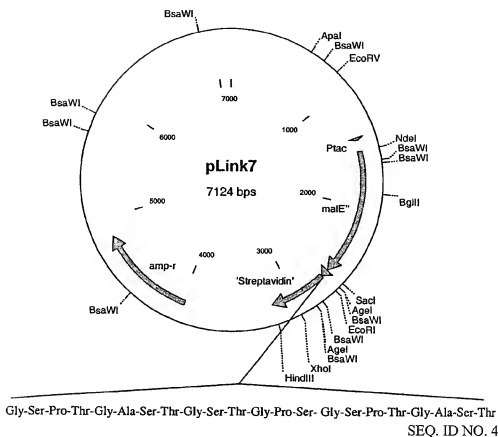 BsaWI
ApaI
BsaWI
EcoRV
7000
BsaWI
BsaWI
6000
1000
Ptac
NdeI
BsaWI
BsaWI
pLink7
7124 bps
5000
2000
malE"
BglII
amp-r
4000
3000
'Streptavidin'
BsaWI
SacI
AgeI
BsaWI
EcoRI
BsaWI
AgeI
BsaWI
XhoI
HindIII
Gly-Ser-Pro-Thr-Gly-Ala-Ser-Thr-Gly-Ser-Thr-Gly-Pro-Ser- Gly-Ser-Pro-Thr-Gly-Ala-Ser-Thr
SEQ. ID NO. 4